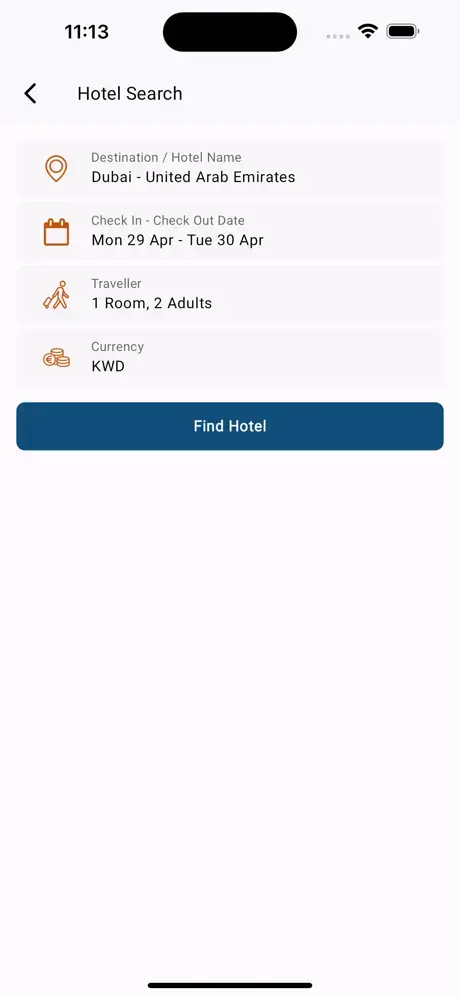 11:13
Hotel Search
Destination / Hotel Name
Dubai - United Arab Emirates
Check In - Check Out Date
Mon 29 Apr - Tue 30 Apr
Traveller
1 Room, 2 Adults
Currency
KWD
Find Hotel